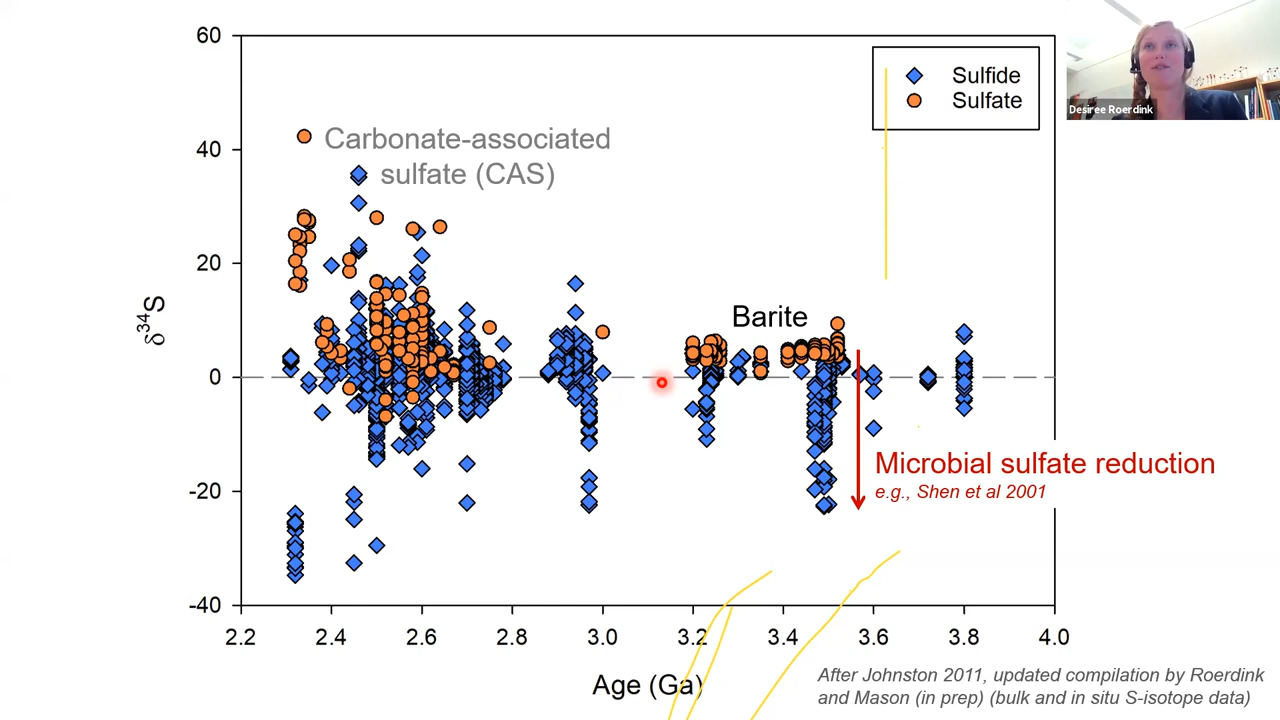 60
40
20
0
-20
-40
δ34S
2.2
2.4
2.6
2.8
3.0
3.2
3.4
3.6
3.8
4.0
Age (Ga)
Sulfide
Sulfate
Carbonate-associated
sulfate (CAS)
Barite
Microbial sulfate reduction
e.g., Shen et al 2001
After Johnston 2011, updated compilation by Roerdink
and Mason (in prep) (bulk and in situ S-isotope data)
Desiree Roerdink